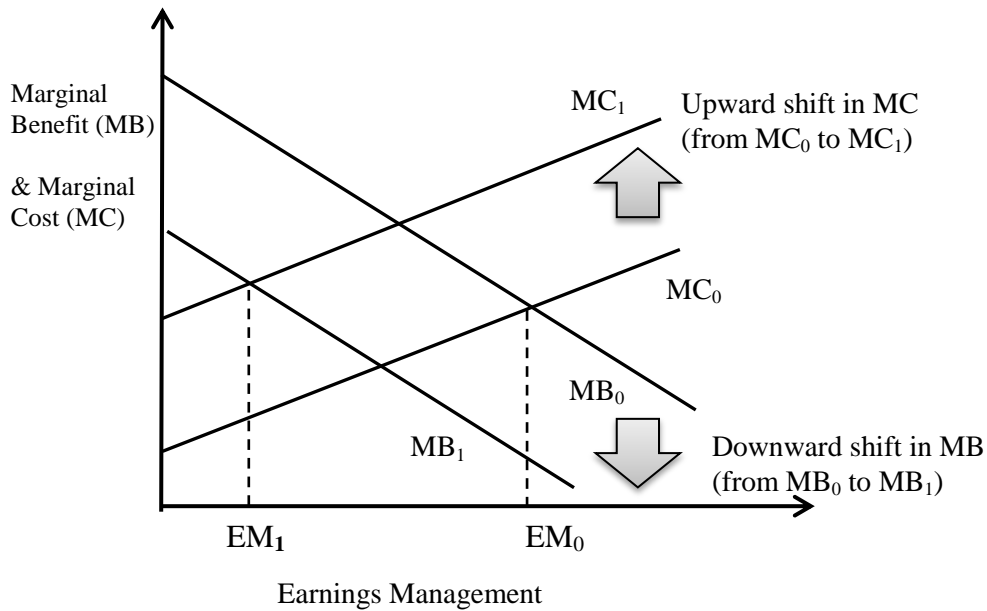 Marginal
Benefit (MB)
& Marginal
Cost (MC)
MC₁
Upward shift in MC
(from MC₀ to MC₁)
MC₀
MB₀
MB₁
Downward shift in MB
(from MB₀ to MB₁)
EM₁
EM₀
Earnings Management